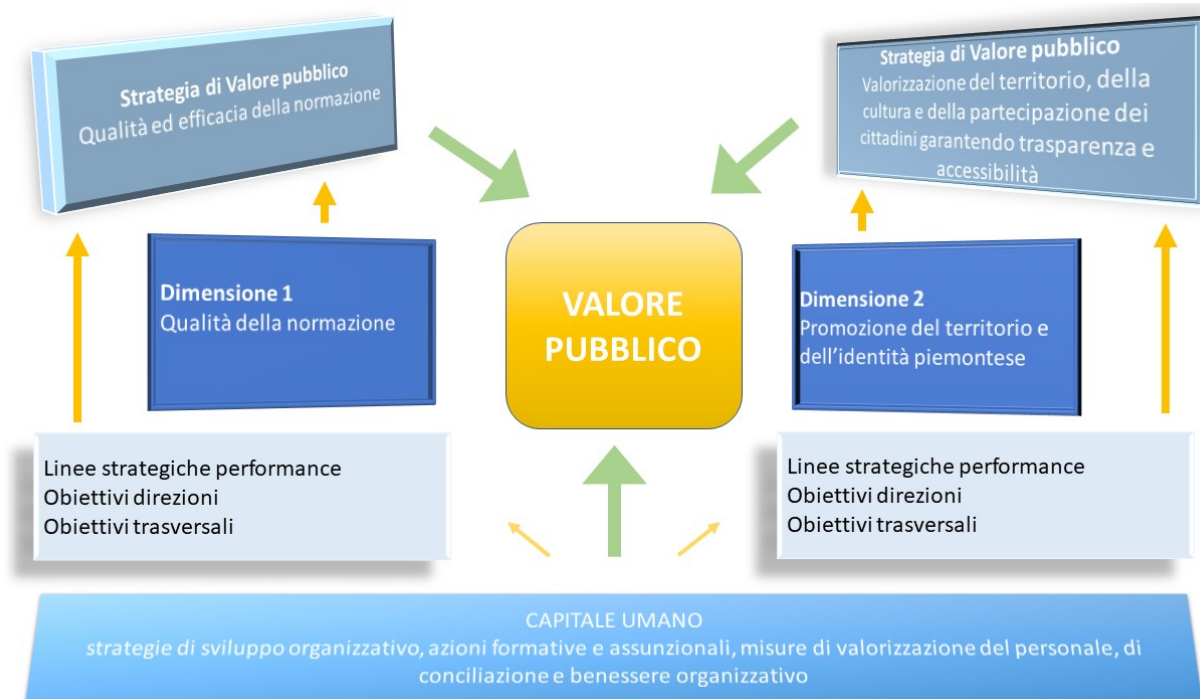 Strategia di Valore pubblico
Qualità ed efficacia della normazione
Strategia di Valore pubblico
Valorizzazione del territorio, della
cultura e della partecipazione dei
cittadini garantendo trasparenza e
accessibilità
Dimensione 1
Qualità della normazione
VALORE
PUBBLICO
Dimensione 2
Promozione del territorio e
dell’identità piemontese
Linee strategiche performance
Obiettivi direzioni
Obiettivi trasversali
Linee strategiche performance
Obiettivi direzioni
Obiettivi trasversali
CAPITALE UMANO
strategie di sviluppo organizzativo, azioni formative e assunzionali, misure di valorizzazione del personale, di
conciliazione e benessere organizzativo